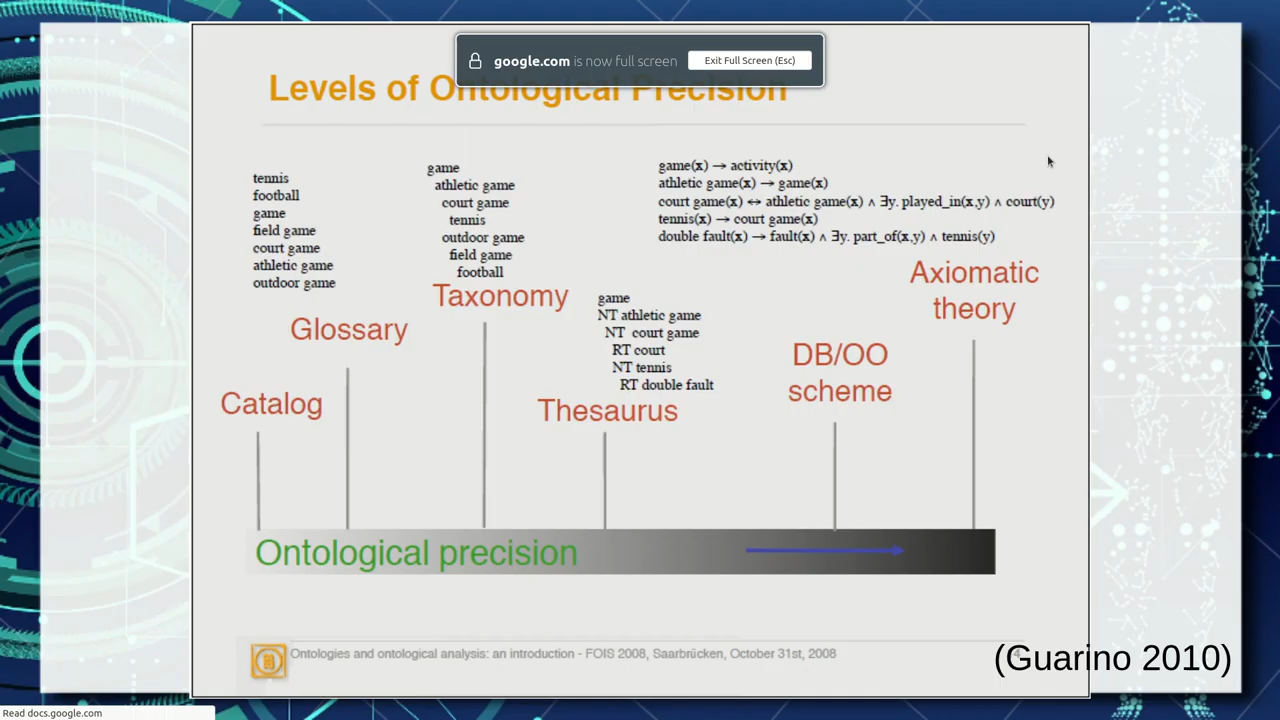 google.com is now full screen
Exit Full Screen (Esc)
Levels of Ontological Precision
tennis
football
game
field game
court game
athletic game
outdoor game
game
athletic game
court game
tennis
outdoor game
field game
football
game(x) → activity(x)
athletic game(x) → game(x)
court game(x) ↔ athletic game(x) ∧ ∃y. played_in(x,y) ∧ court(y)
tennis(x) → court game(x)
double fault(x) → fault(x) ∧ ∃y. part_of(x,y) ∧ tennis(y)
Axiomatic
theory
Taxonomy
game
NT athletic game
NT court game
RT court
NT tennis
RT double fault
Glossary
DB/OO
scheme
Catalog
Thesaurus
Ontological precision
Ontologies and ontological analysis: an introduction - FOIS 2008, Saarbrücken, October 31st, 2008
(Guarino 2010)
Read docs.google.com